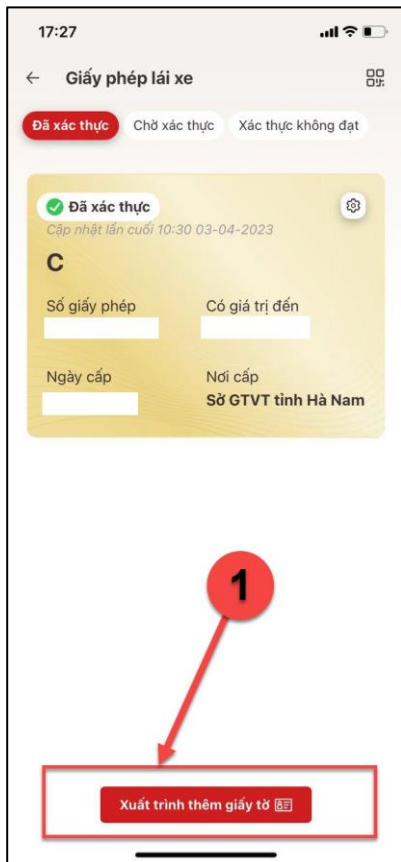 17:27
Giấy phép lái xe
Đã xác thực Chờ xác thực Xác thực không đạt
Đã xác thực
Cập nhật lần cuối 10:30 03-04-2023
C
Số giấy phép Có giá trị đến
Ngày cấp Nơi cấp
Sở GTVT tỉnh Hà Nam
1
Xuất trình thêm giấy tờ